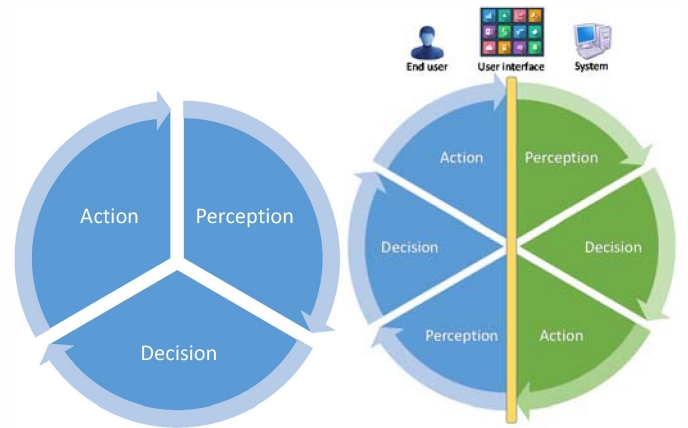 Action
Perception
Decision
End user
User interface
System
Action
Perception
Decision
Decision
Perception
Action